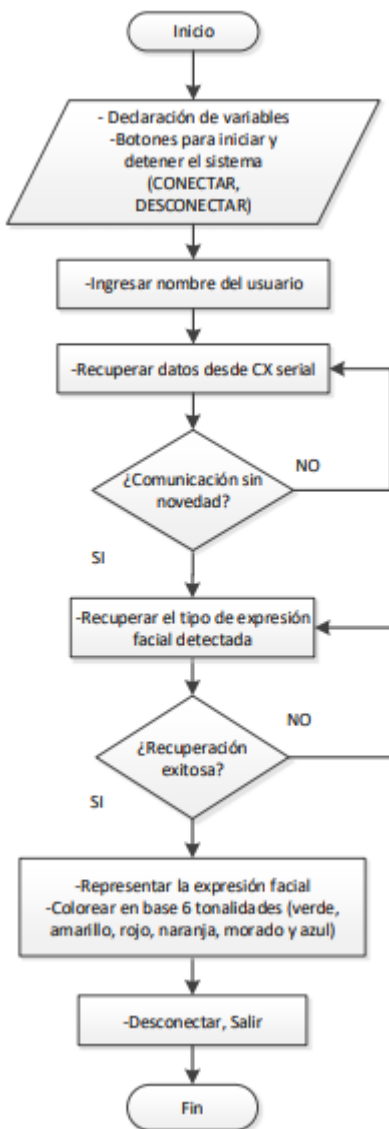 Inicio
- Declaración de variables
-Botones para iniciar y
detener el sistema
(CONECTAR,
DESCONECTAR)
-Ingresar nombre del usuario
-Recuperar datos desde CX serial
¿Comunicación sin
novedad?
NO
SI
-Recuperar el tipo de expresión
facial detectada
¿Recuperación
exitosa?
NO
SI
-Representar la expresión facial
-Colorear en base 6 tonalidades (verde,
amarillo, rojo, naranja, morado y azul)
-Desconectar, Salir
Fin